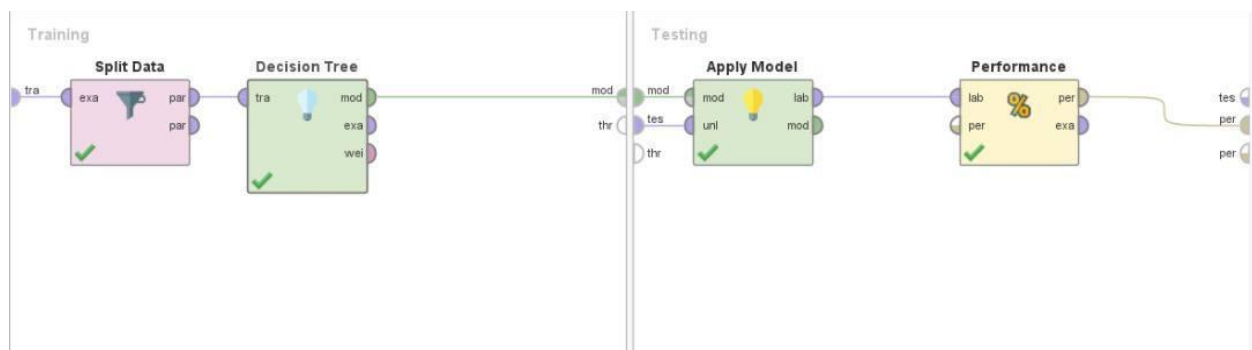 Training
Split Data
Decision Tree
tra
exa
par
par
tra
mod
exa
wei
mod
thr
Testing
Apply Model
Performance
mod
tes
thr
mod
unl
lab
mod
lab
per
%
per
exa
tes
per
per